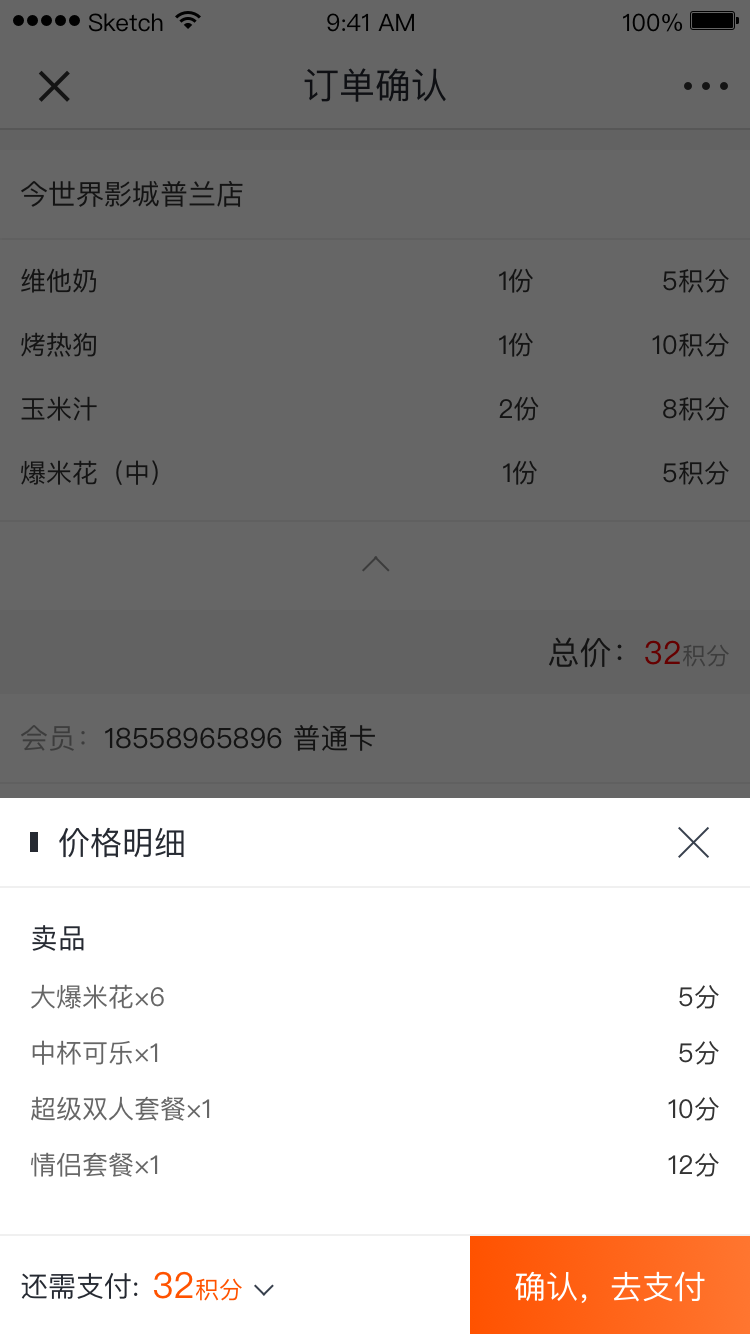 Sketch 9:41 AM 100%
订单确认
今世界影城普兰店
维他奶 1份 5积分
烤热狗 1份 10积分
玉米汁 2份 8积分
爆米花（中） 1份 5积分
总价：32积分
会员：18558965896 普通卡
价格明细
卖品
大爆米花×6 5分
中杯可乐×1 5分
超级双人套餐×1 10分
情侣套餐×1 12分
还需支付: 32积分
确认，去支付